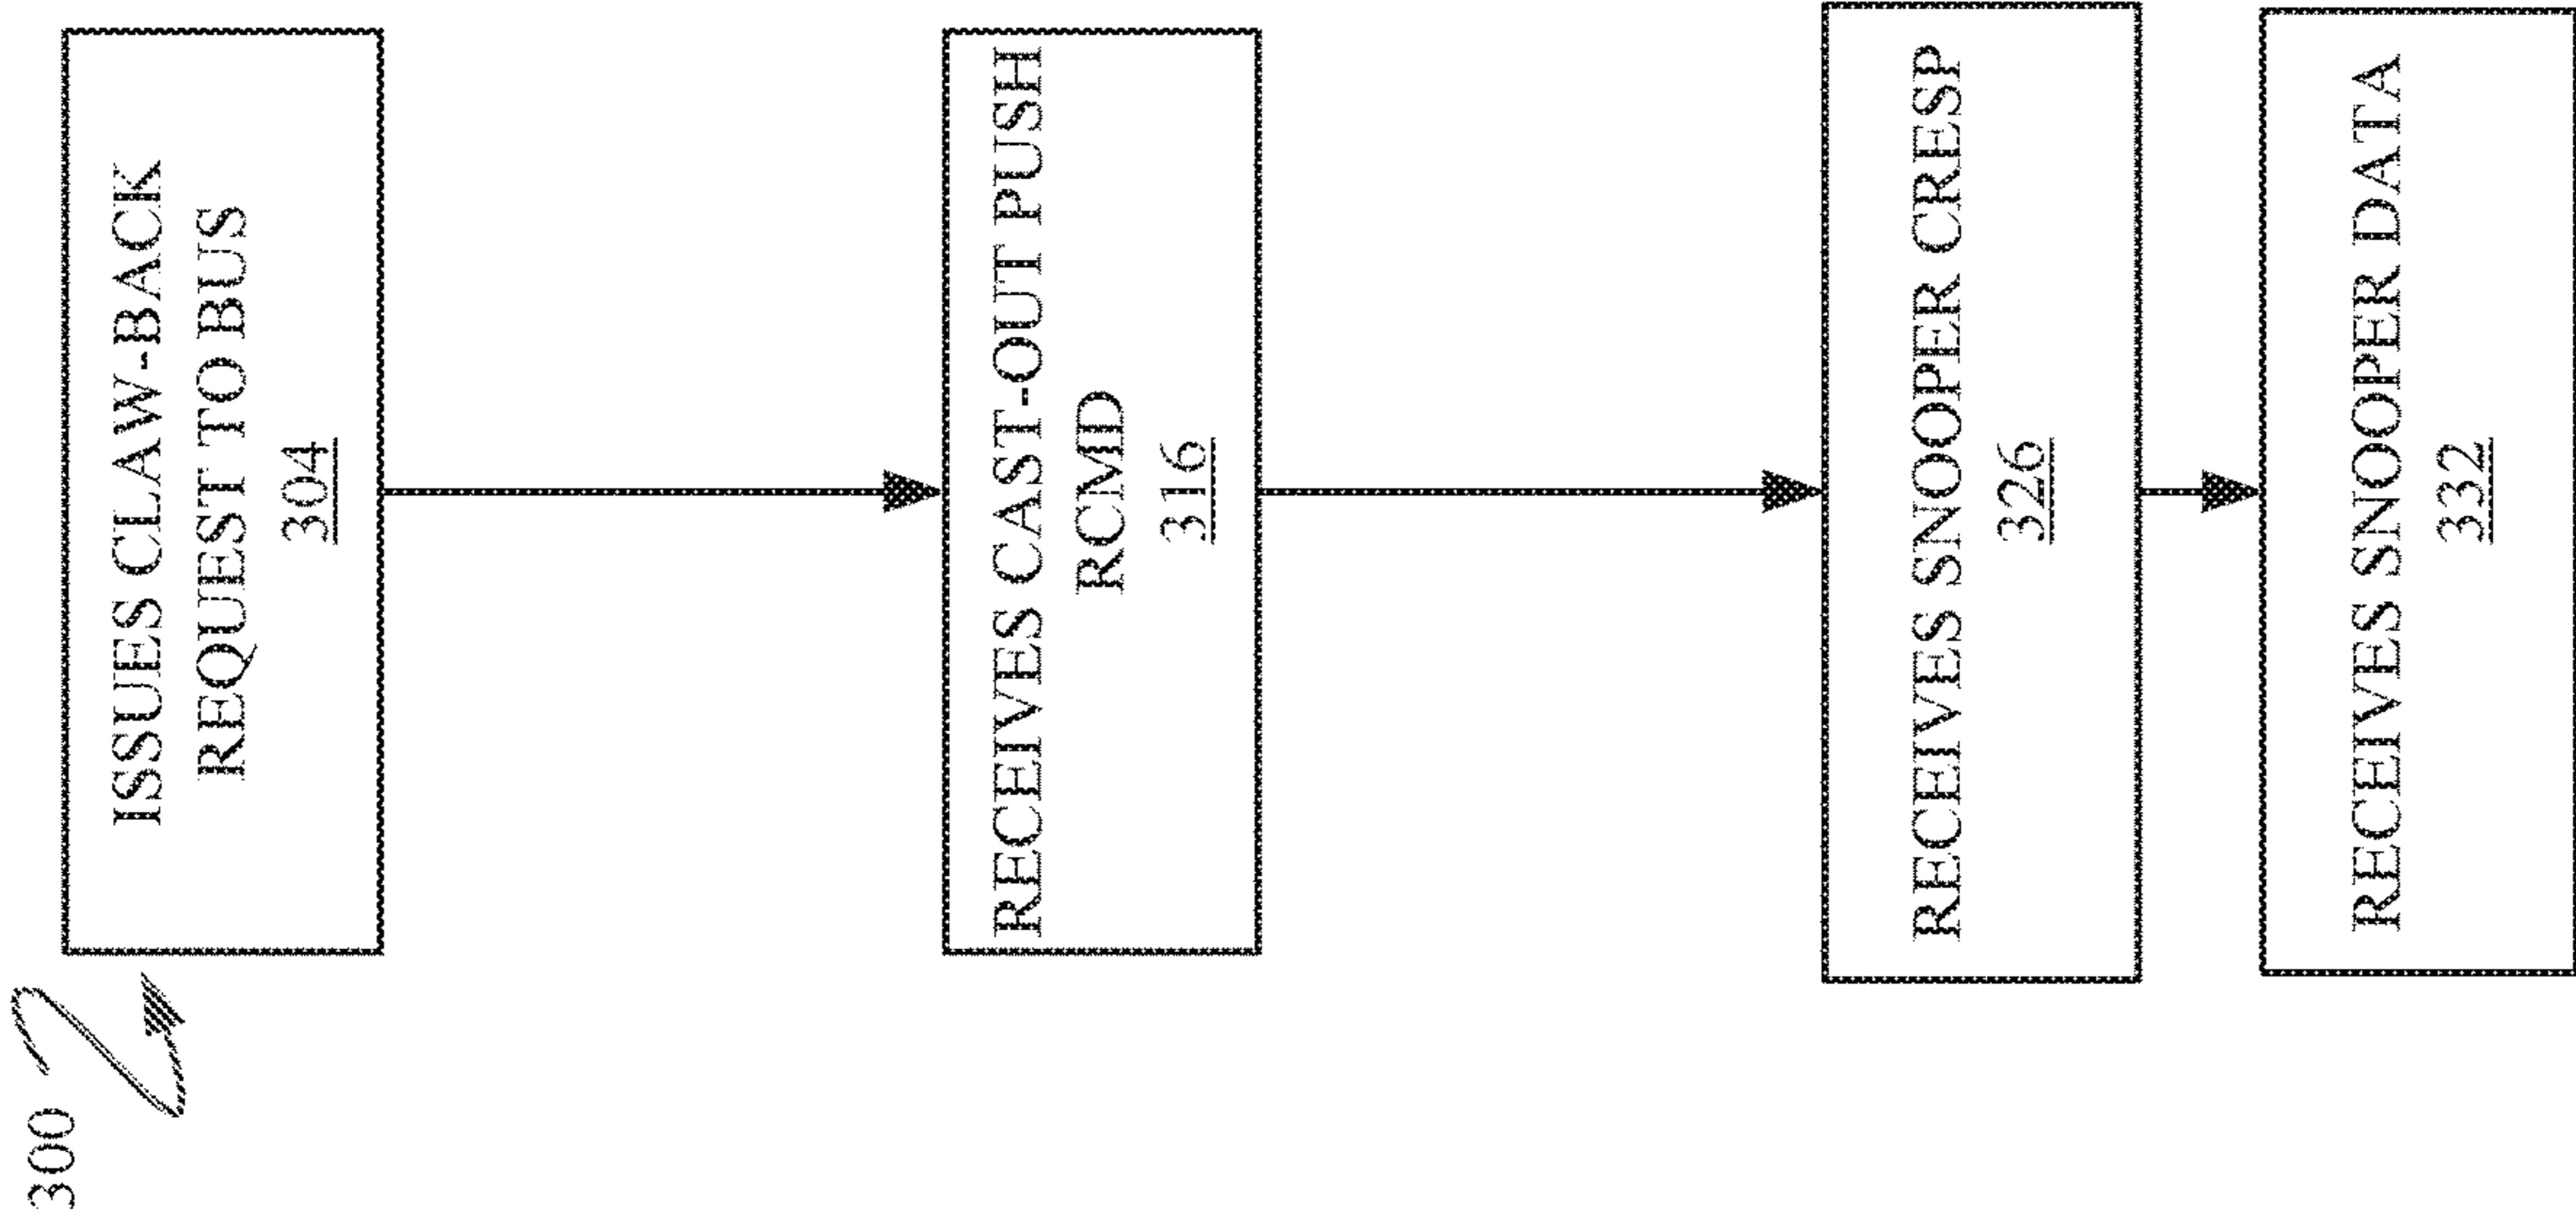 300
ISSUES CLAW-BACK
REQUEST TO BUS
304
RECEIVES CAST-OUT PUSH
RCMD
316
RECEIVES SNOOPER CRESP
326
RECEIVES SNOOPER DATA
332